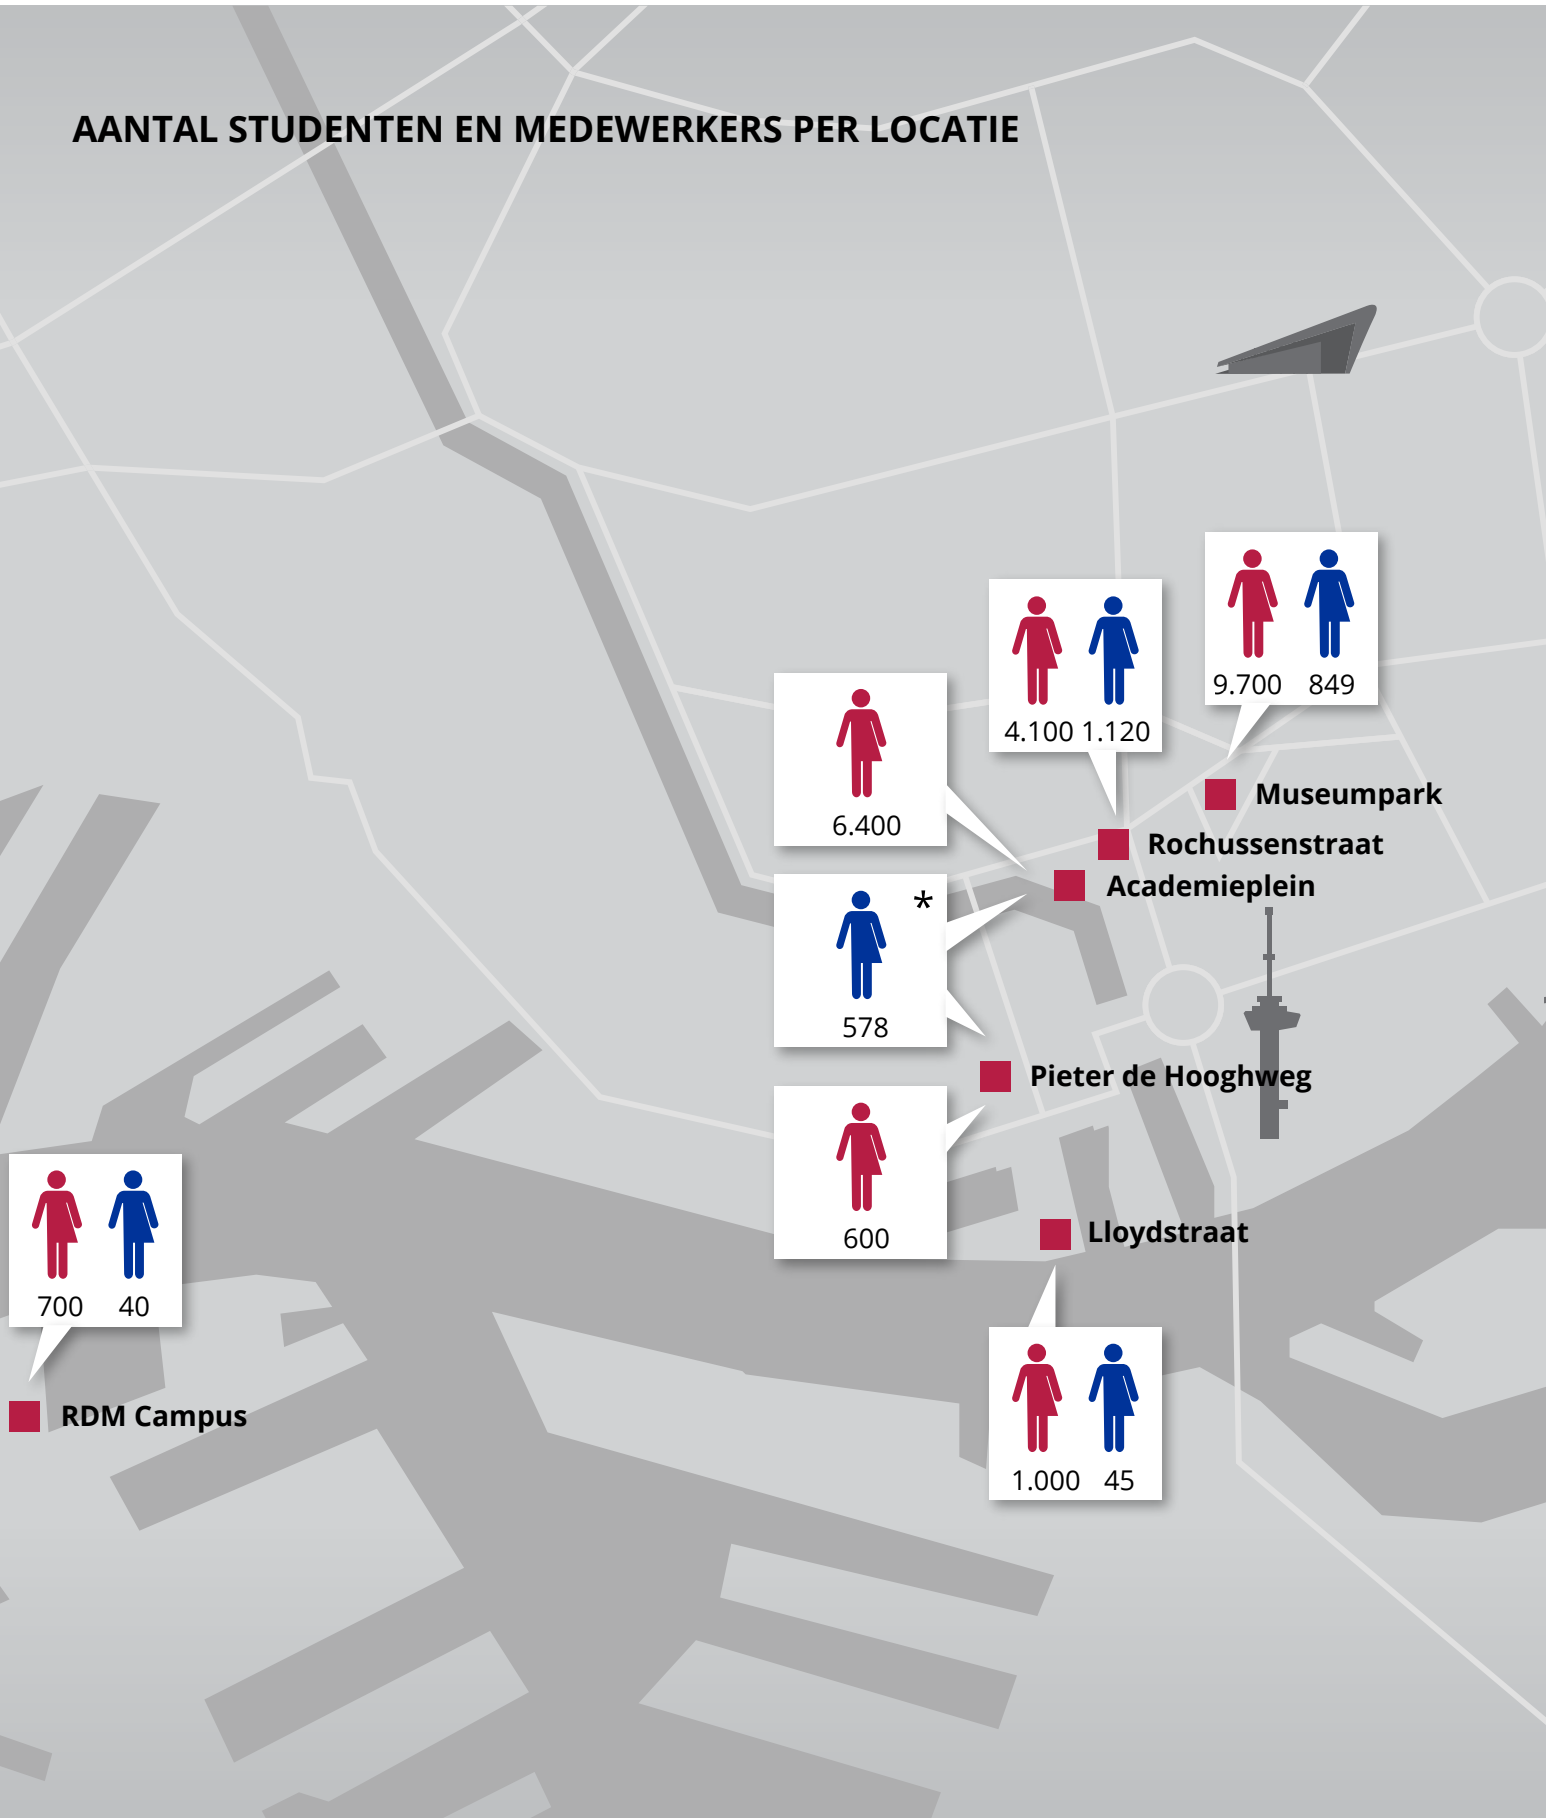 AANTAL STUDENTEN EN MEDEWERKERS PER LOCATIE
9.700 849
4.100 1.120
Museumpark
6.400
Rochussenstraat
Academieplein
*
578
Pieter de Hooghweg
600
Lloydstraat
700 40
RDM Campus
1.000 45